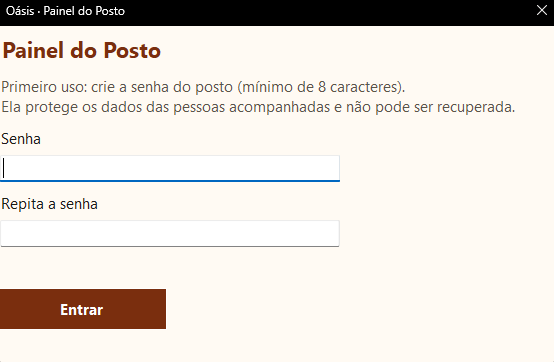 Oásis · Painel do Posto
Painel do Posto
Primeiro uso: crie a senha do posto (mínimo de 8 caracteres).
Ela protege os dados das pessoas acompanhadas e não pode ser recuperada.
Senha
Repita a senha
Entrar